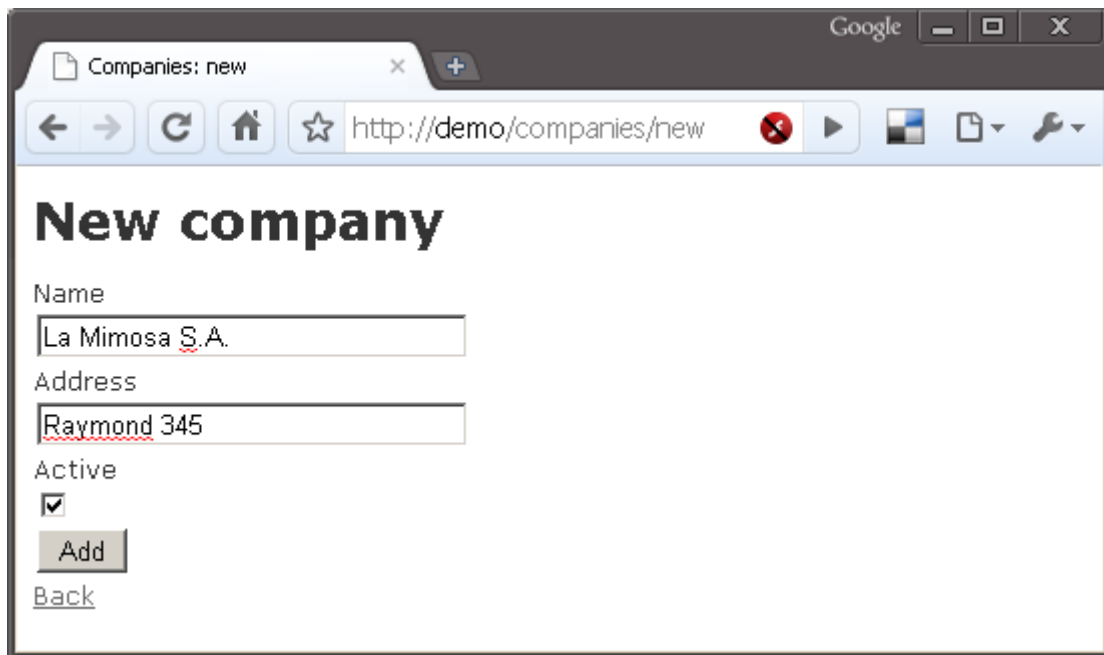 Google
Companies: new
http://demo/companies/new
New company
Name
La Mimosa S.A.
Address
Raymond 345
Active
Add
Back